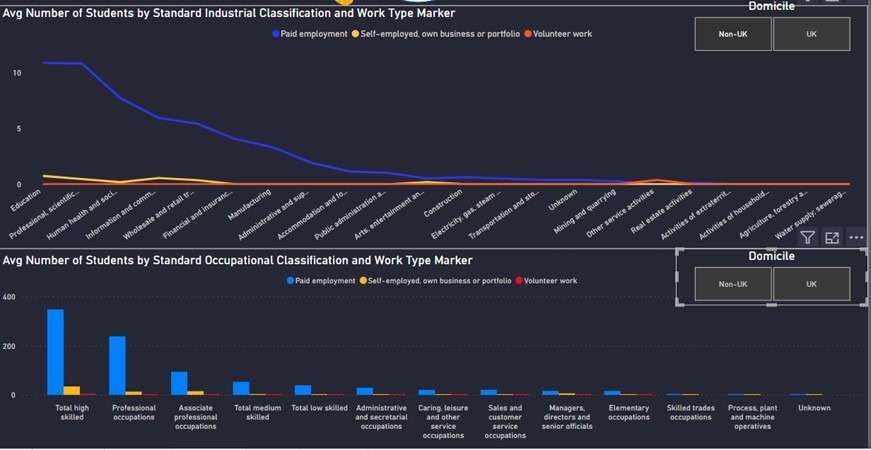 Domicile
Avg Number of Students by Standard Industrial Classification and Work Type Marker
Paid employment Self-employed, own business or portfolio Volunteer work
Non-UK UK
10
5
0
Education
Professional, scientific...
Human health and soci...
Information and comm...
Wholesale and retail tr...
Financial and insuranc...
Manufacturing
Administrative and sup...
Accommodation and fo...
Public administration a...
Arts, entertainment an...
Construction
Electricity, gas, steam ...
Transportation and sto...
Unknown
Mining and quarrying
Other service activities
Real estate activities
Activities of extraterrit...
Activities of household...
Agriculture, forestry a...
Water supply; sewerag...
Avg Number of Students by Standard Occupational Classification and Work Type Marker
Domicile
Paid employment Self-employed, own business or portfolio Volunteer work
Non-UK UK
400
200
0
Total high
skilled
Professional
occupations
Associate
professional
occupations
Total medium
skilled
Total low skilled
Administrative
and secretarial
occupations
Caring, leisure
and other
service
occupations
Sales and
customer
service
occupations
Managers,
directors and
senior officials
Elementary
occupations
Skilled trades
occupations
Process, plant
and machine
operatives
Unknown